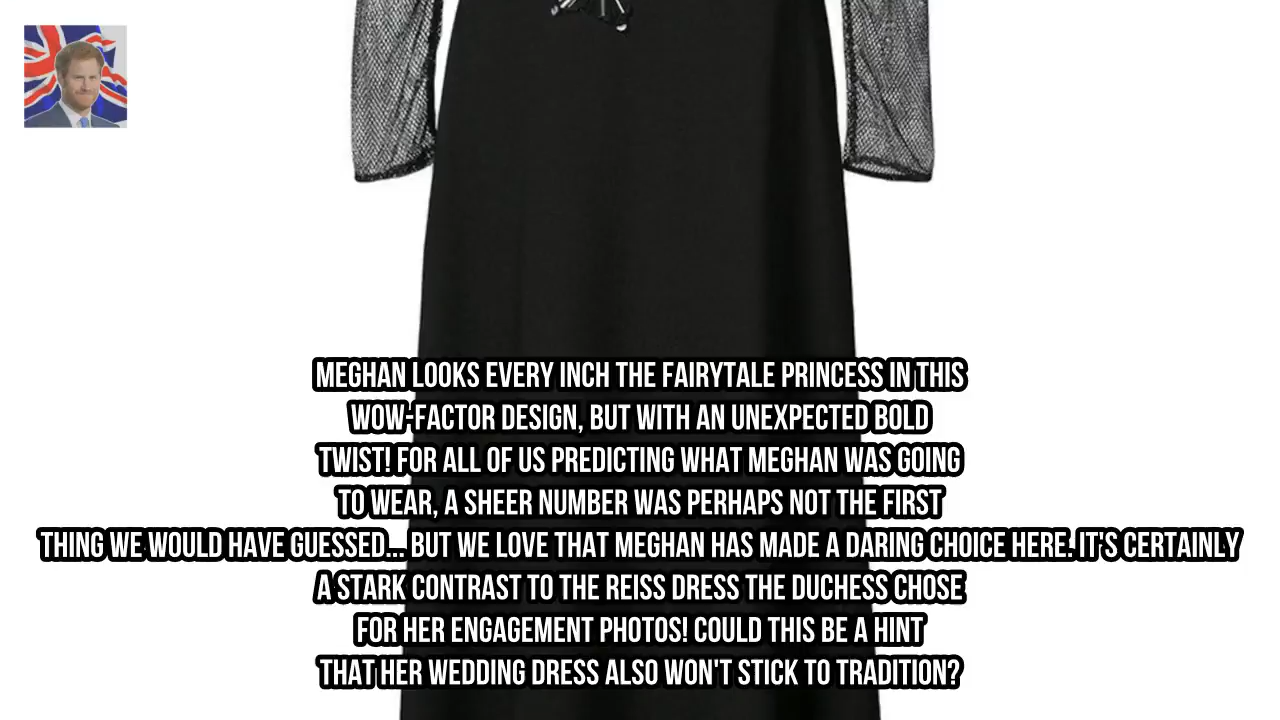 MEGHAN LOOKS EVERY INCH THE FAIRYTALE PRINCESS IN THIS
WOW-FACTOR DESIGN, BUT WITH AN UNEXPECTED BOLD
TWIST! FOR ALL OF US PREDICTING WHAT MEGHAN WAS GOING
TO WEAR, A SHEER NUMBER WAS PERHAPS NOT THE FIRST
THING WE WOULD HAVE GUESSED... BUT WE LOVE THAT MEGHAN HAS MADE A DARING CHOICE HERE. IT'S CERTAINLY
A STARK CONTRAST TO THE REISS DRESS THE DUCHESS CHOSE
FOR HER ENGAGEMENT PHOTOS! COULD THIS BE A HINT
THAT HER WEDDING DRESS ALSO WON'T STICK TO TRADITION?